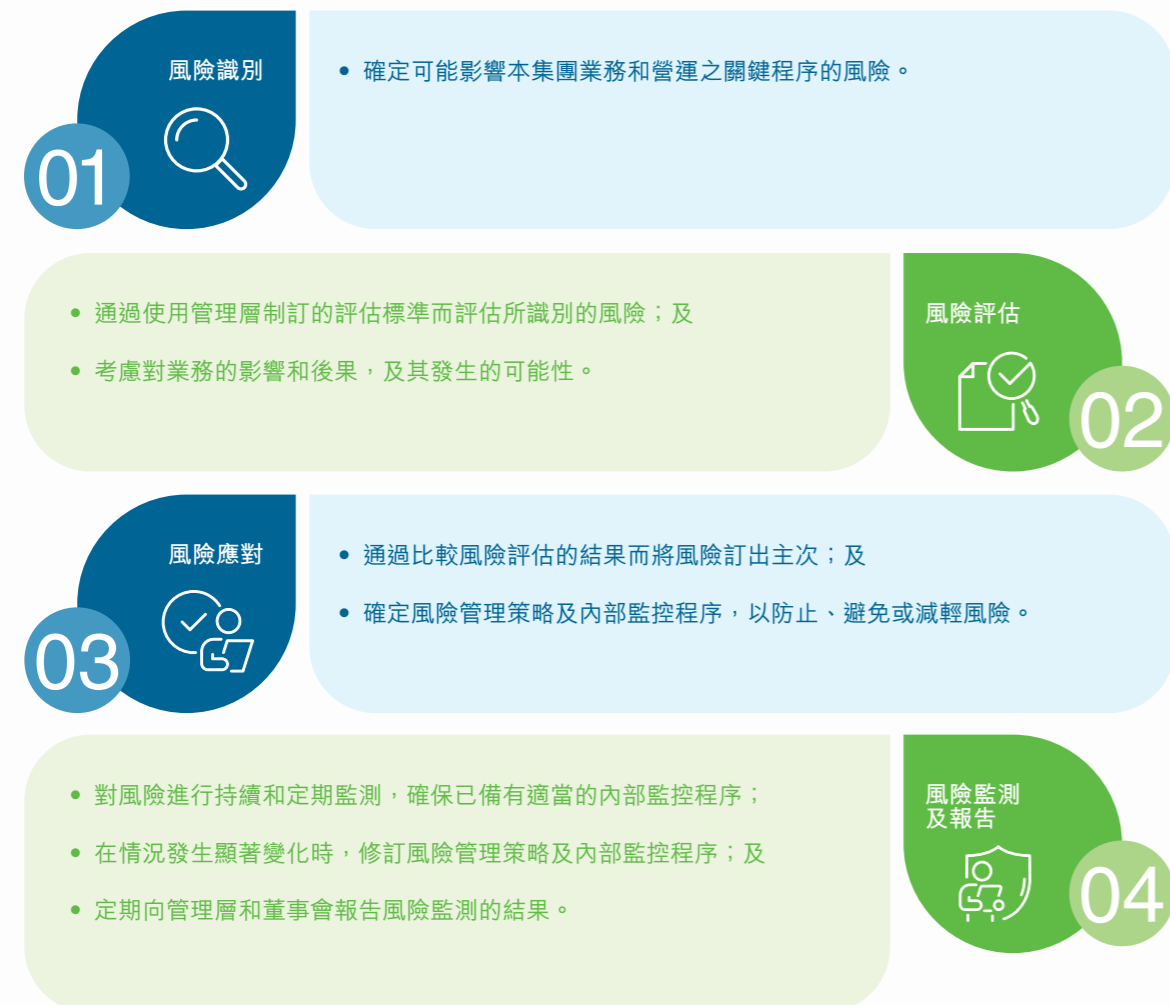 風險識別
01
• 確定可能影響本集團業務和營運之關鍵程序的風險。
• 通過使用管理層制訂的評估標準而評估所識別的風險；及
• 考慮對業務的影響和後果，及其發生的可能性。
風險評估
02
風險應對
03
• 通過比較風險評估的結果而將風險訂出主次；及
• 確定風險管理策略及內部監控程序，以防止、避免或減輕風險。
• 對風險進行持續和定期監測，確保已備有適當的內部監控程序；
• 在情況發生顯著變化時，修訂風險管理策略及內部監控程序；及
• 定期向管理層和董事會報告風險監測的結果。
風險監測
及報告
04